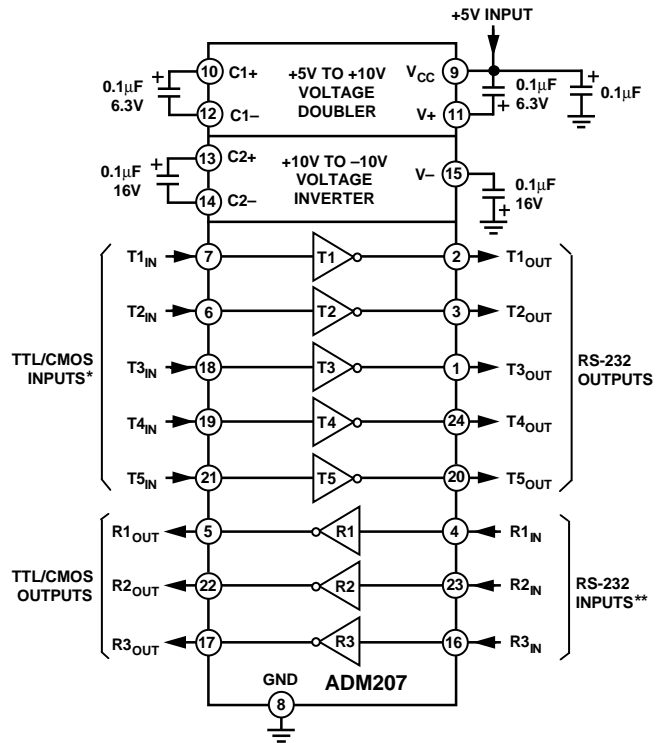 +5V INPUT
0.1µF
6.3V
+
10
C1+
12
C1–
+5V TO +10V
VOLTAGE
DOUBLER
VCC
9
V+
11
+
0.1µF
6.3V
+
0.1µF
0.1µF
16V
+
13
C2+
14
C2–
+10V TO –10V
VOLTAGE
INVERTER
V–
15
+
0.1µF
16V
TTL/CMOS
INPUTS*
T1IN 7 T1 2 T1OUT
T2IN 6 T2 3 T2OUT
T3IN 18 T3 1 T3OUT
T4IN 19 T4 24 T4OUT
T5IN 21 T5 20 T5OUT
RS-232
OUTPUTS
TTL/CMOS
OUTPUTS
R1OUT 5 R1 4 R1IN
R2OUT 22 R2 23 R2IN
R3OUT 17 R3 16 R3IN
RS-232
INPUTS**
GND
8
ADM207